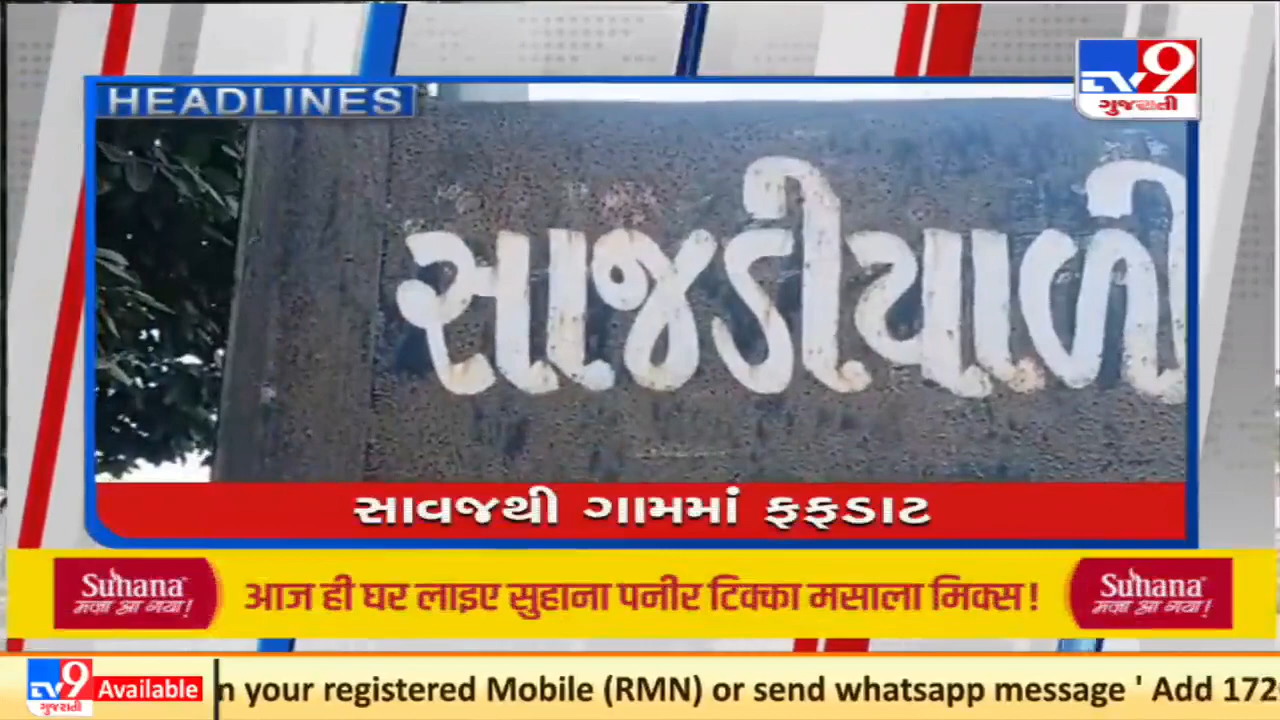 HEADLINES
TV9
ગુજરાતી
સાજડીયાળી
સાવજથી ગામમાં ફફડાટ
Suhana
मज़ा आ गया!
आज ही घर लाइए सुहाना पनीर टिक्का मसाला मिक्स!
Suhana
मज़ा आ गया!
TV9
ગુજરાતી
Available
n your registered Mobile (RMN) or send whatsapp message ' Add 172